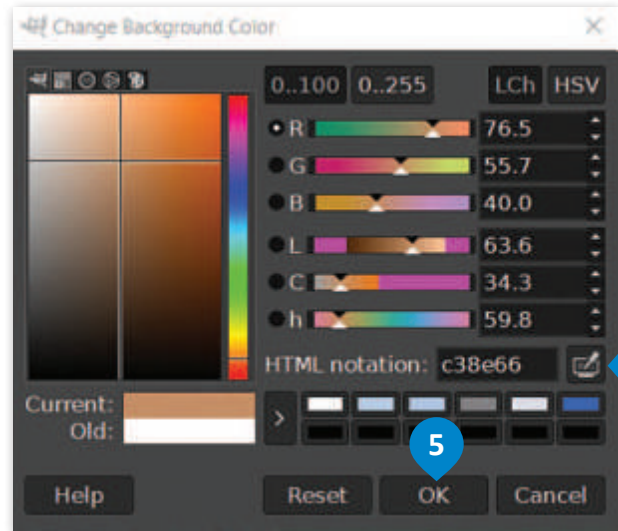 Change Background Color
0..100 0..255 LCh HSV
R 76.5
G 55.7
B 40.0
L 63.6
C 34.3
h 59.8
HTML notation: c38e66
Current:
Old:
>
5
Help Reset OK Cancel